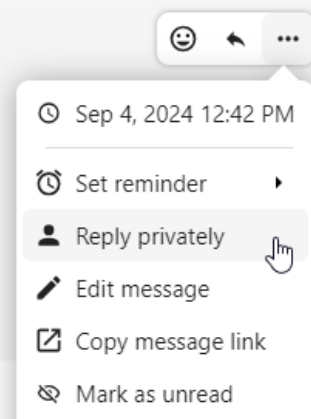 Sep 4, 2024 12:42 PM
Set reminder
Reply privately
Edit message
Copy message link
Mark as unread